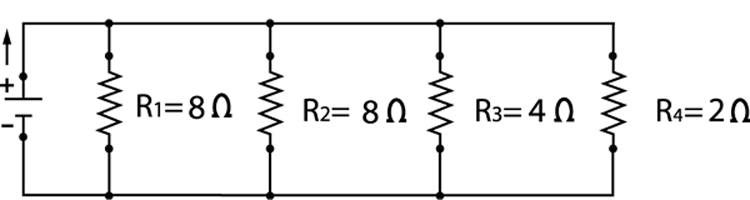 +
R1=8Ω
R2= 8Ω
R3=4Ω
R4=2Ω
−